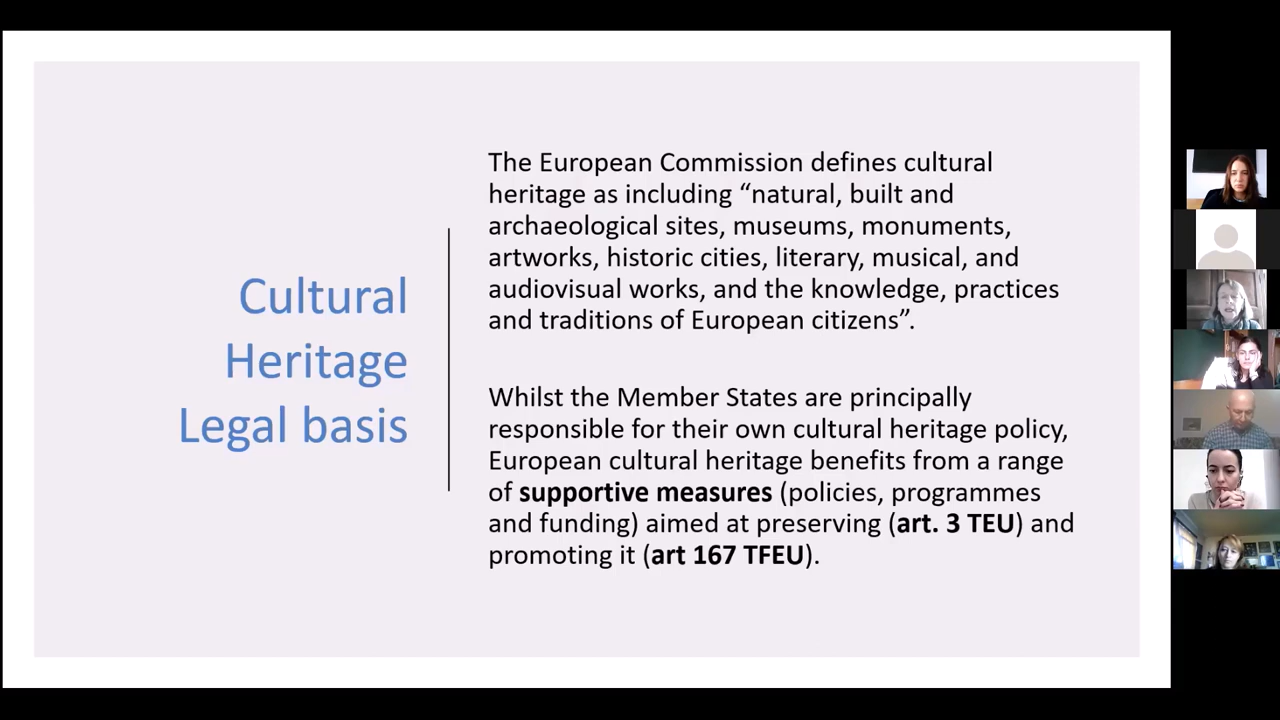 Cultural
Heritage
Legal basis
The European Commission defines cultural
heritage as including “natural, built and
archaeological sites, museums, monuments,
artworks, historic cities, literary, musical, and
audiovisual works, and the knowledge, practices
and traditions of European citizens”.
Whilst the Member States are principally
responsible for their own cultural heritage policy,
European cultural heritage benefits from a range
of supportive measures (policies, programmes
and funding) aimed at preserving (art. 3 TEU) and
promoting it (art 167 TFEU).